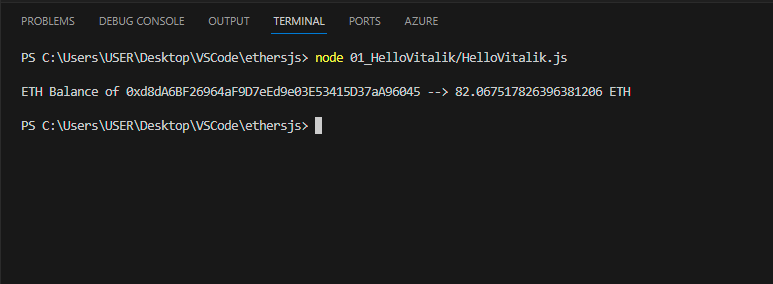 PROBLEMS DEBUG CONSOLE OUTPUT TERMINAL PORTS AZURE
PS C:\Users\USER\Desktop\VSCode\ethersjs> node 01_HelloVitalik/HelloVitalik.js
ETH Balance of 0xd8dA6BF26964aF9D7eEd9e03E53415D37aA96045 --> 82.067517826396381206 ETH
PS C:\Users\USER\Desktop\VSCode\ethersjs>